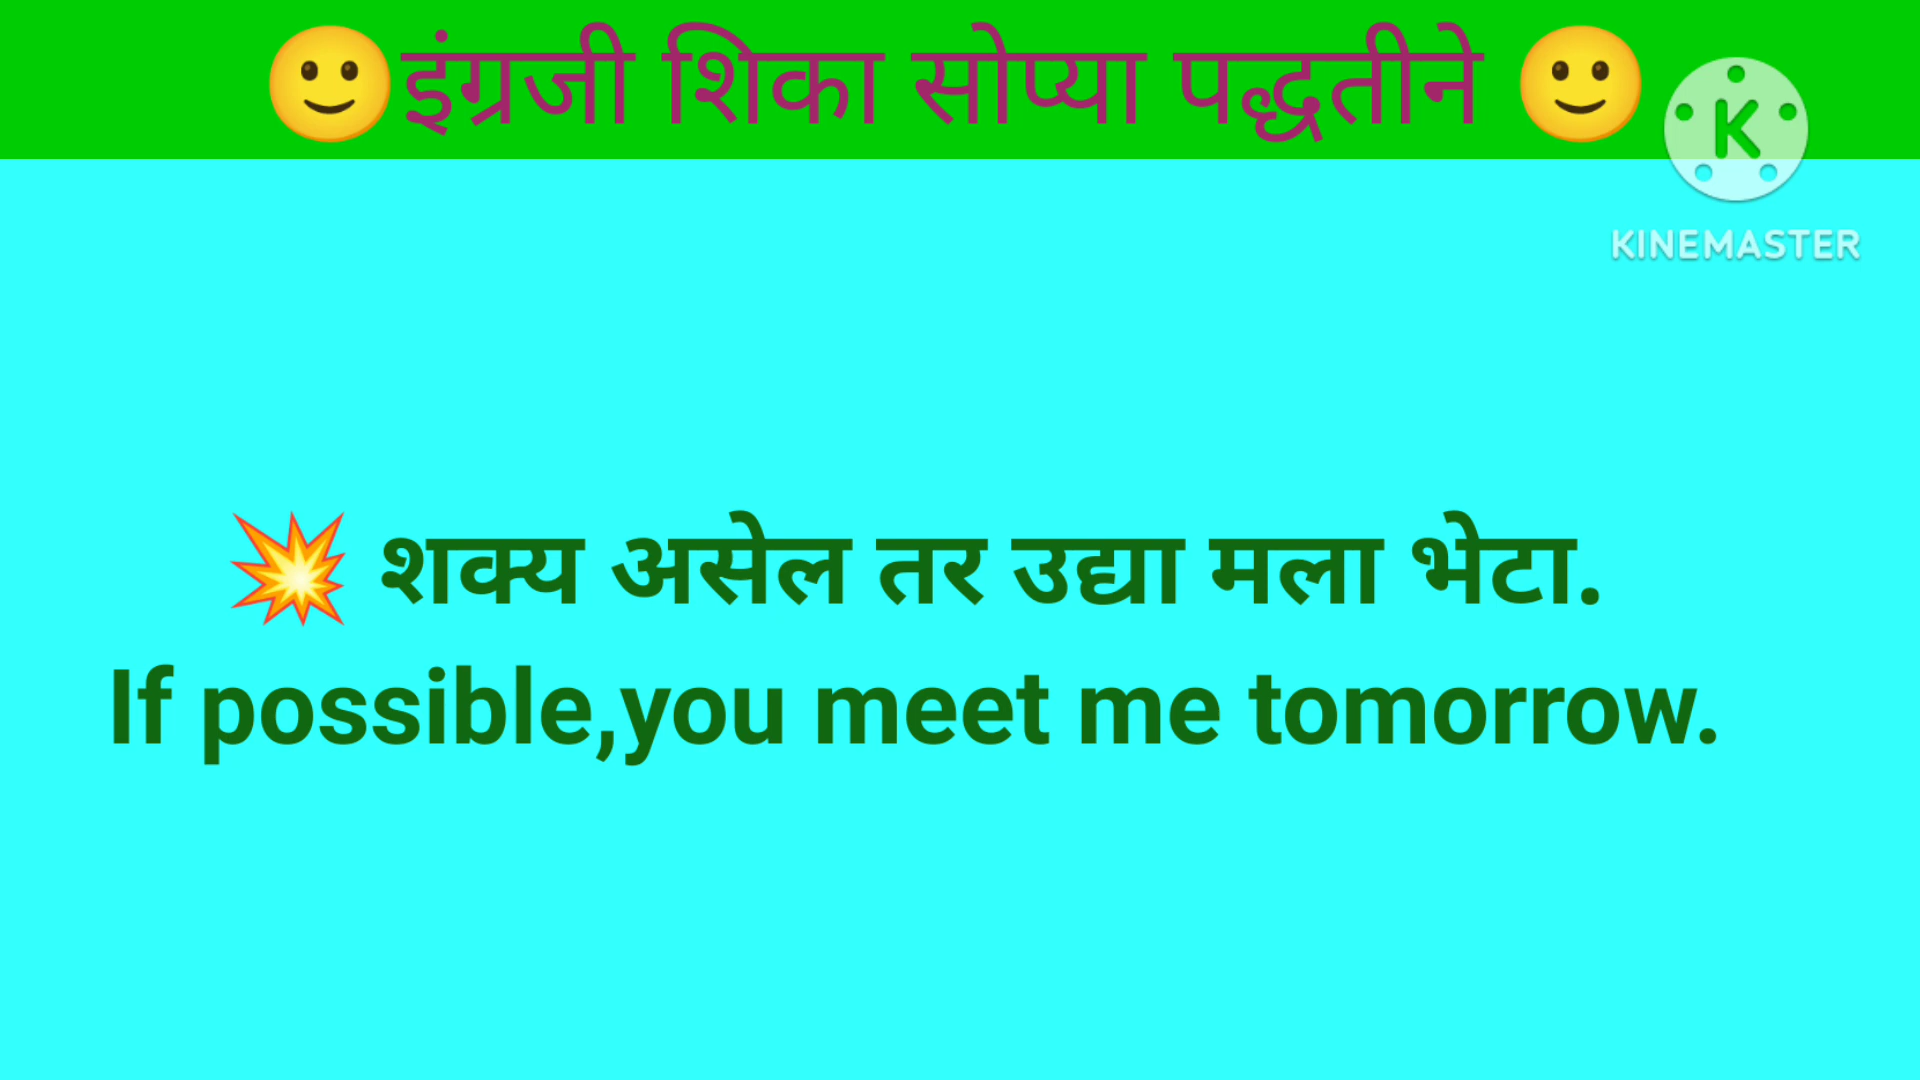 🙂इंग्रजी शिका सोप्या पद्धतीने 🙂
K
KINEMASTER
💥 शक्य असेल तर उद्या मला भेटा.
If possible,you meet me tomorrow.